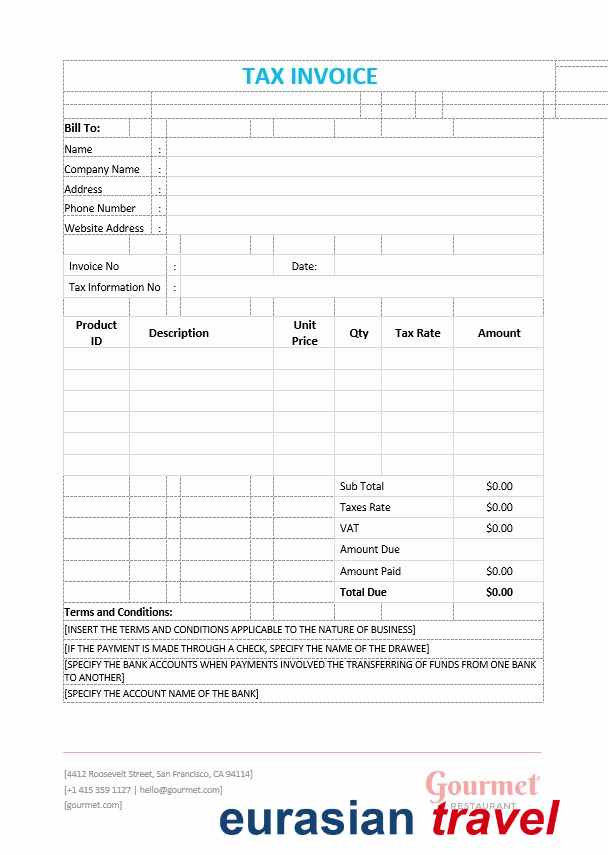 TAX INVOICE
Bill To:
Name :
Company Name :
Address :
Phone Number :
Website Address :
Invoice No : Date:
Tax Information No :
Product ID Description Unit Price Qty Tax Rate Amount
Sub Total $0.00
Taxes Rate $0.00
VAT $0.00
Amount Due
Amount Paid $0.00
Total Due $0.00
Terms and Conditions:
[INSERT THE TERMS AND CONDITIONS APPLICABLE TO THE NATURE OF BUSINESS]
[IF THE PAYMENT IS MADE THROUGH A CHECK, SPECIFY THE NAME OF THE DRAWEE]
[SPECIFY THE BANK ACCOUNTS WHEN PAYMENTS INVOLVED THE TRANSFERRING OF FUNDS FROM ONE BANK
TO ANOTHER]
[SPECIFY THE ACCOUNT NAME OF THE BANK]
[4412 Roosevelt Street, San Francisco, CA 94114]
[+1 415 359 1127 | hello@gourmet.com]
[gourmet.com]
Gourmet
RESTAURANT
eurasian travel